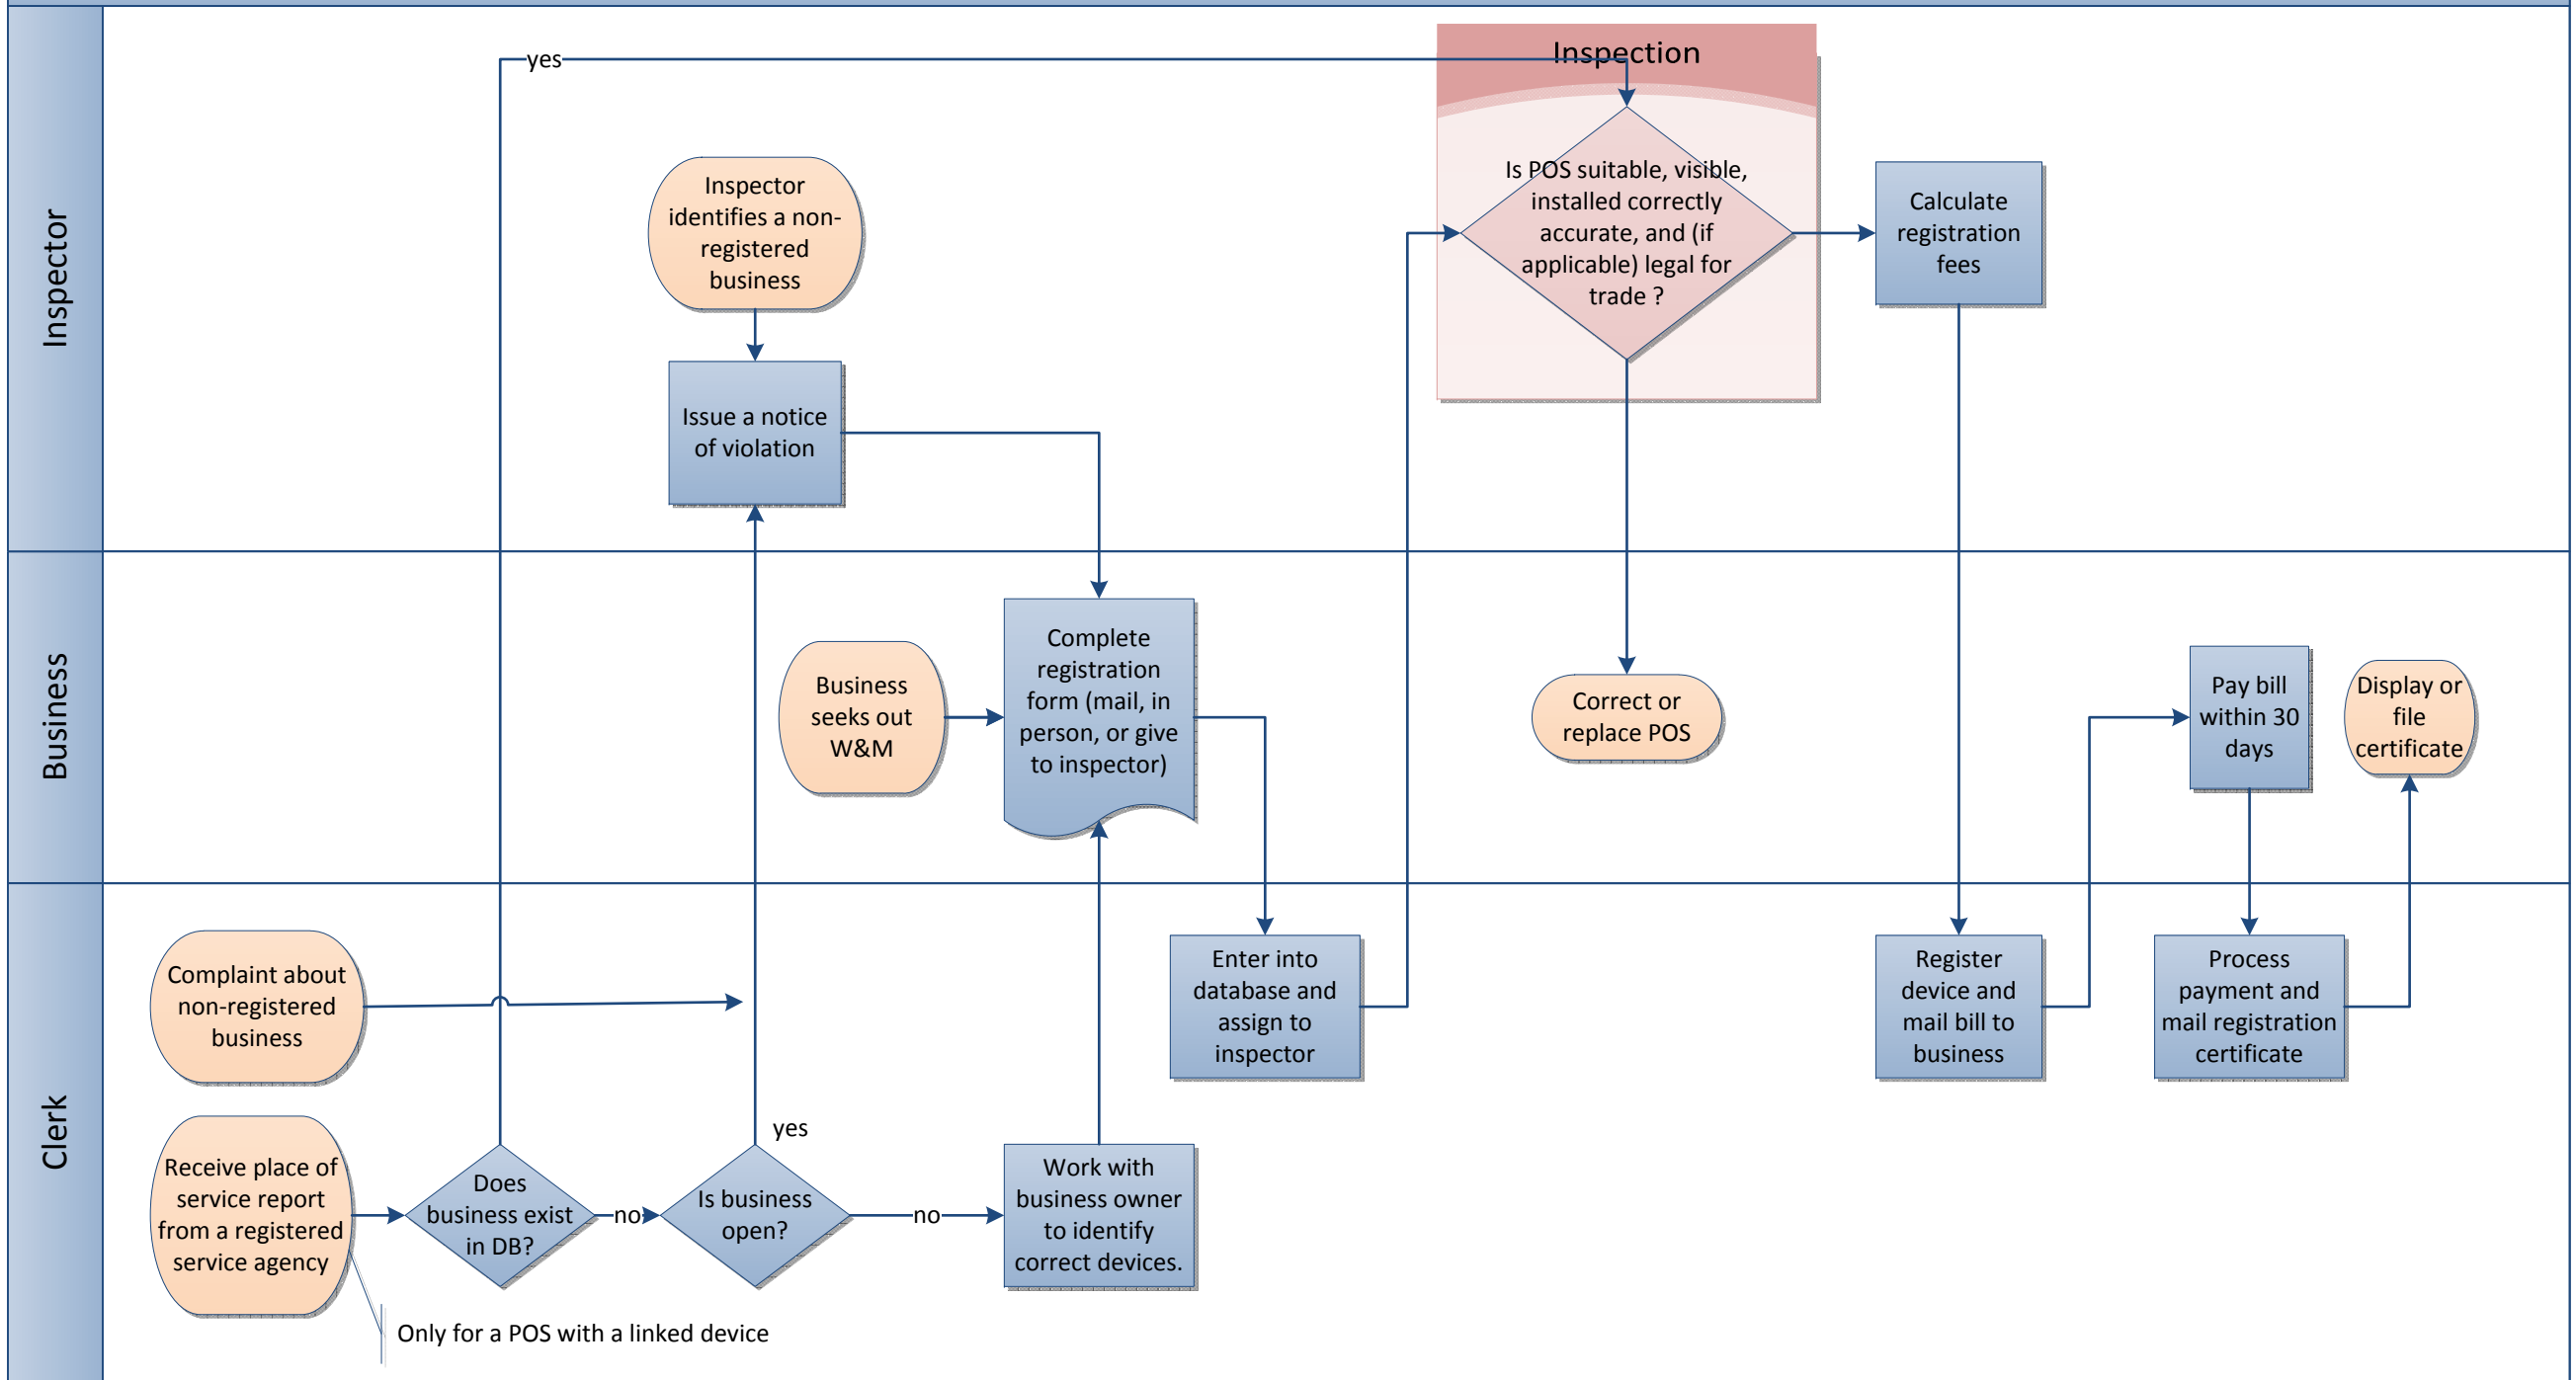 Inspector
yes
Inspection
Inspector
identifies a non-
registered
business
Is POS suitable, visible,
installed correctly
accurate, and (if
applicable) legal for
trade ?
Calculate
registration
fees
Issue a notice
of violation
Business
Business
seeks out
W&M
Complete
registration
form (mail, in
person, or give
to inspector)
Correct or
replace POS
Pay bill
within 30
days
Display or
file
certificate
Clerk
Complaint about
non-registered
business
Enter into
database and
assign to
inspector
Register
device and
mail bill to
business
Process
payment and
mail registration
certificate
Receive place of
service report
from a registered
service agency
Does
business exist
in DB?
no
Is business
open?
yes
no
Work with
business owner
to identify
correct devices.
Only for a POS with a linked device